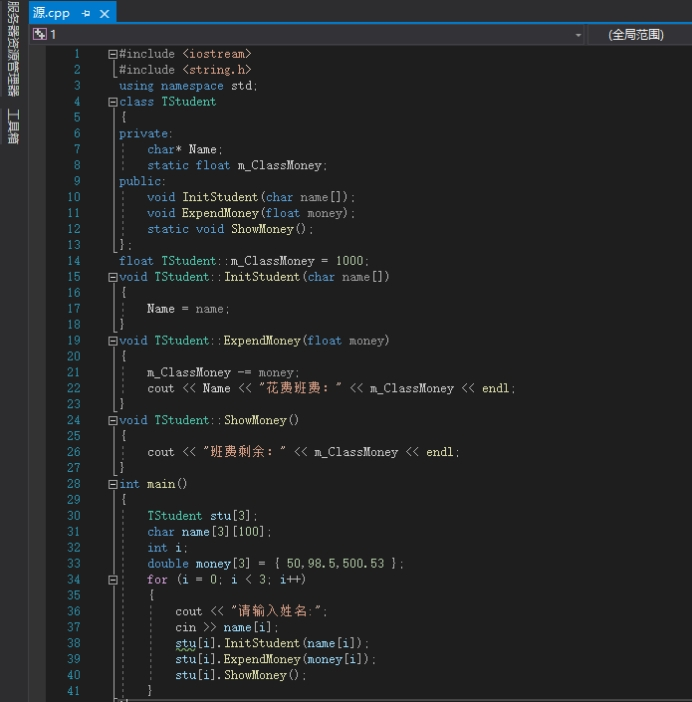 源.cpp
服务器资源管理器 工具箱
1 (全局范围)
1 #include <iostream>
2 #include <string.h>
3 using namespace std;
4 class TStudent
5 {
6 private:
7 char* Name;
8 static float m_ClassMoney;
9 public:
10 void InitStudent(char name[]);
11 void ExpendMoney(float money);
12 static void ShowMoney();
13 };
14 float TStudent::m_ClassMoney = 1000;
15 void TStudent::InitStudent(char name[])
16 {
17 Name = name;
18 }
19 void TStudent::ExpendMoney(float money)
20 {
21 m_ClassMoney -= money;
22 cout << Name << "花费班费：" << m_ClassMoney << endl;
23 }
24 void TStudent::ShowMoney()
25 {
26 cout << "班费剩余：" << m_ClassMoney << endl;
27 }
28 int main()
29 {
30 TStudent stu[3];
31 char name[3][100];
32 int i;
33 double money[3] = { 50,98.5,500.53 };
34 for (i = 0; i < 3; i++)
35 {
36 cout << "请输入姓名:";
37 cin >> name[i];
38 stu[i].InitStudent(name[i]);
39 stu[i].ExpendMoney(money[i]);
40 stu[i].ShowMoney();
41 }